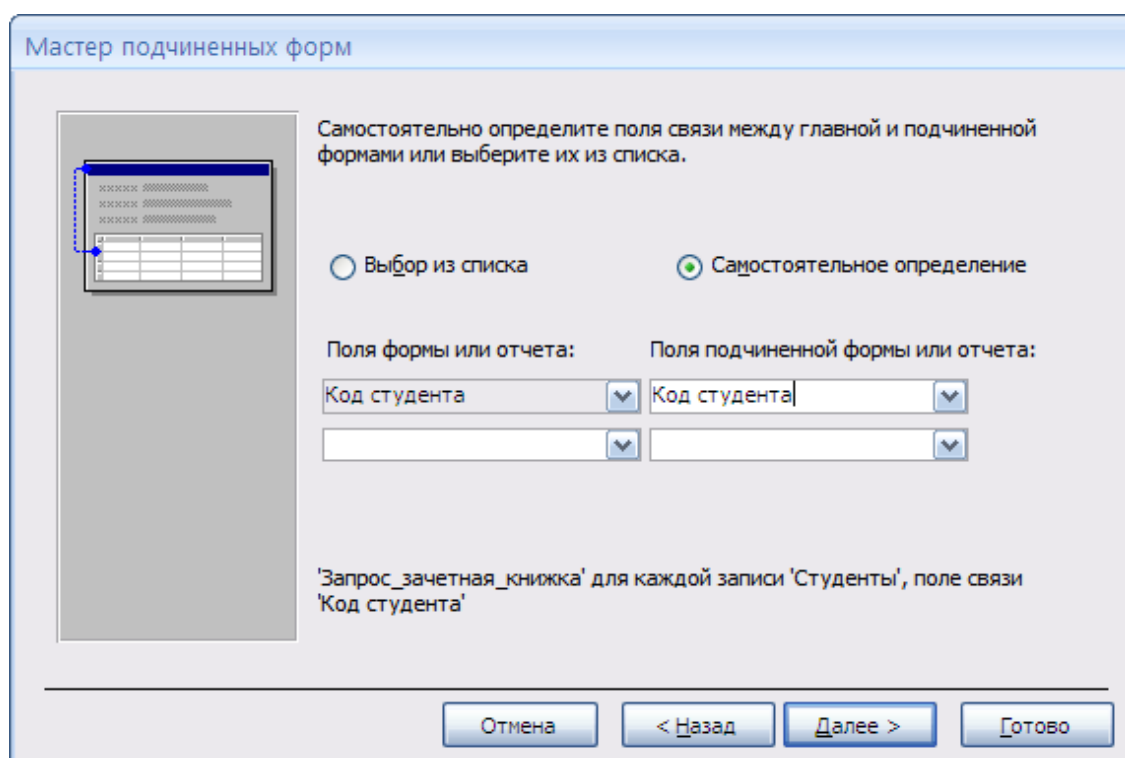 Мастер подчиненных форм
Самостоятельно определите поля связи между главной и подчиненной
формами или выберите их из списка.
Выбор из списка
Самостоятельное определение
Поля формы или отчета:
Поля подчиненной формы или отчета:
Код студента
Код студента
'Запрос_зачетная_книжка' для каждой записи 'Студенты', поле связи
'Код студента'
Отмена
< Назад
Далее >
Готово